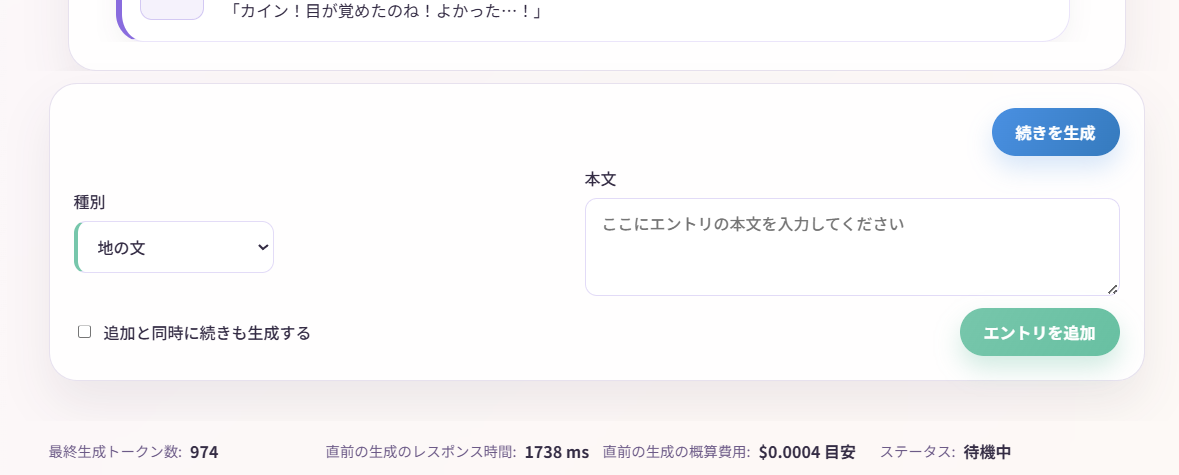 「カイン！目が覚めたのね！よかった…！」
続きを生成
種別
地の文
本文
ここにエントリの本文を入力してください
追加と同時に続きも生成する
エントリを追加
最終生成トークン数: 974 直前の生成のレスポンス時間: 1738 ms 直前の生成の概算費用: $0.0004 目安 ステータス: 待機中